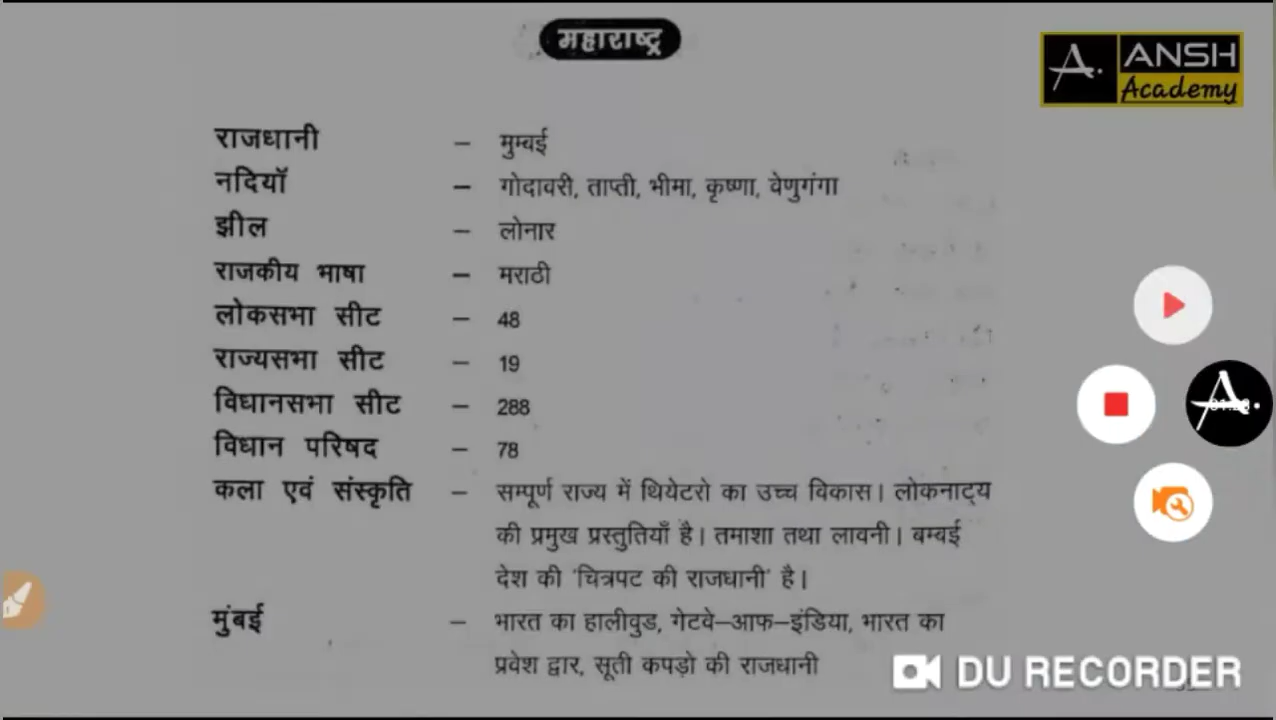 महाराष्ट्र
ANSH
Academy
राजधानी – मुम्बई
नदियाँ – गोदावरी, ताप्ती, भीमा, कृष्णा, वेणुगंगा
झील – लोनार
राजकीय भाषा – मराठी
लोकसभा सीट – 48
राज्यसभा सीट – 19
विधानसभा सीट – 288
विधान परिषद – 78
कला एवं संस्कृति – सम्पूर्ण राज्य में थियेटरो का उच्च विकास। लोकनाट्य
की प्रमुख प्रस्तुतियाँ है। तमाशा तथा लावनी। बम्बई
देश की 'चित्रपट की राजधानी' है।
मुंबई – भारत का हालीवुड, गेटवे–आफ–इंडिया, भारत का
प्रवेश द्वार, सूती कपड़ो की राजधानी
DU RECORDER